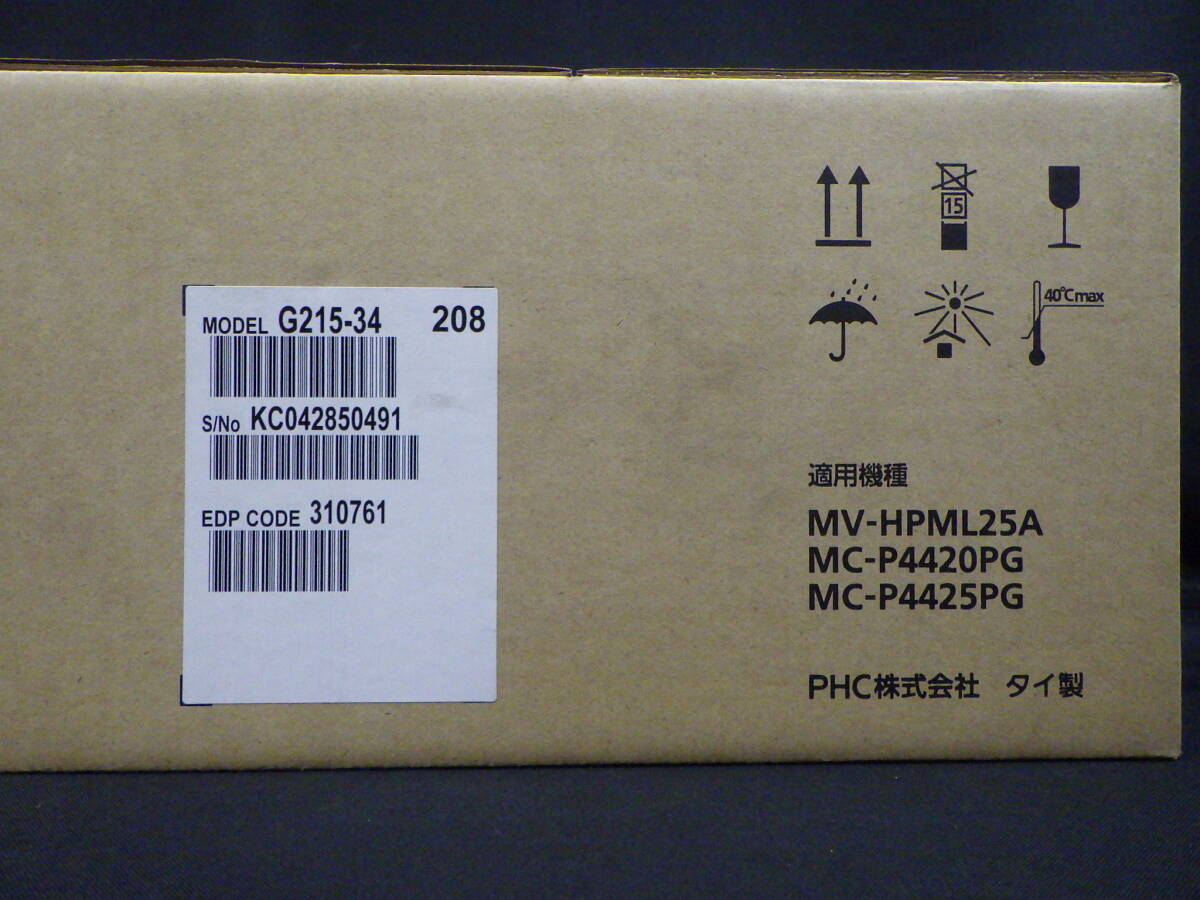 MODEL G215-34 208
S/No KC042850491
EDP CODE 310761
15
40℃max
適用機種
MV-HPML25A
MC-P4420PG
MC-P4425PG
PHC株式会社 タイ製